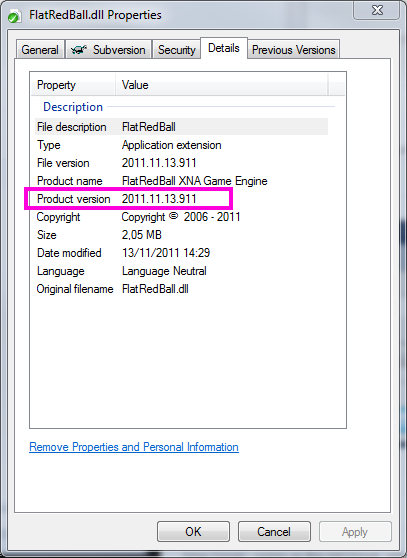 FlatRedBall.dll Properties
General Subversion Security Details Previous Versions
Property Value
Description
File description FlatRedBall
Type Application extension
File version 2011.11.13.911
Product name FlatRedBall XNA Game Engine
Product version 2011.11.13.911
Copyright Copyright © 2006 - 2011
Size 2,05 MB
Date modified 13/11/2011 14:29
Language Language Neutral
Original filename FlatRedBall.dll
Remove Properties and Personal Information
OK Cancel Apply